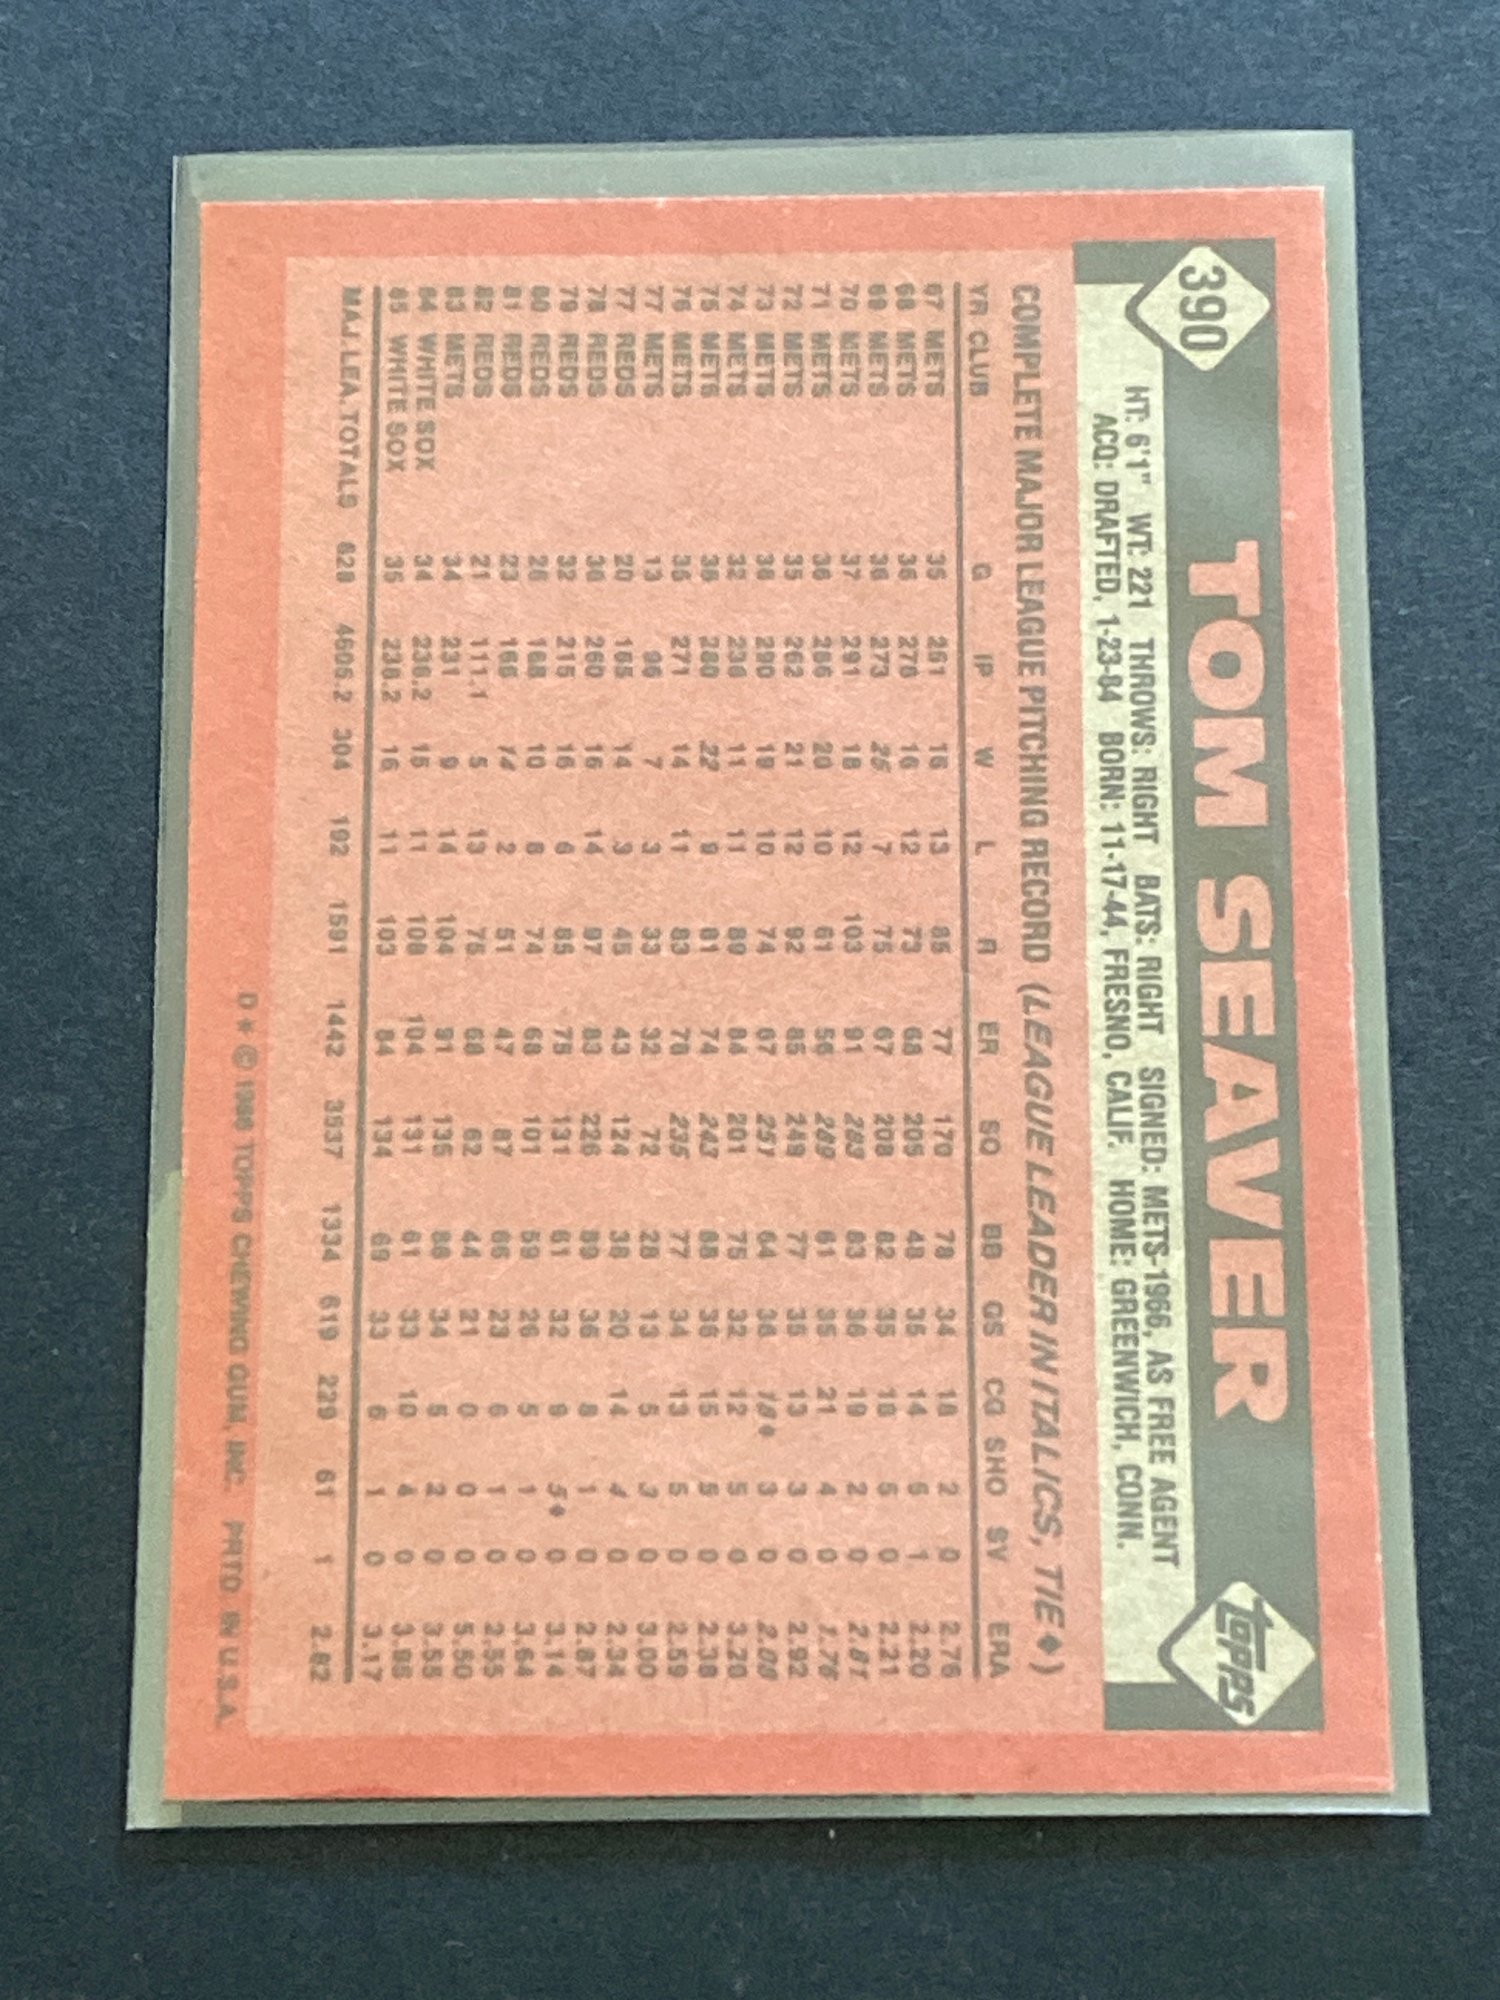 390
TOM SEAVER
TOPPS
HT: 6'1" WT: 221 THROWS: RIGHT BATS: RIGHT SIGNED: METS-1966, AS FREE AGENT
ACQ: DRAFTED, 1-23-84 BORN: 11-17-44, FRESNO, CALIF. HOME: GREENWICH, CONN.
COMPLETE MAJOR LEAGUE PITCHING RECORD (LEAGUE LEADER IN ITALICS, TIE ♦)
YR CLUB G IP W L R ER SO BB GS CG SHO SV ERA
67 METS 35 251 16 13 85 77 170 78 34 18 2 0 2.76
68 METS 36 278 16 12 73 68 205 48 35 14 5 1 2.20
69 METS 36 273 25 7 75 67 208 82 35 18 5 0 2.21
70 METS 37 291 18 12 103 91 283 83 36 19 2 0 2.81
71 METS 36 286 20 10 61 56 289 61 35 21 4 0 1.76
72 METS 35 262 21 12 92 85 249 77 35 13 3 0 2.92
73 METS 36 290 19 10 74 67 251 64 36 18♦ 3 0 2.08
74 METS 32 236 11 11 89 84 201 75 32 12 5 0 3.20
75 METS 36 280 22 9 81 74 243 88 36 15 5 0 2.38
76 METS 35 271 14 11 83 78 235 77 34 13 5 0 2.59
77 METS 13 96 7 3 33 32 72 28 13 5 3 0 3.00
77 REDS 20 165 14 3 45 43 124 38 20 14 4 0 2.34
78 REDS 36 260 16 14 97 83 226 89 36 8 1 0 2.87
79 REDS 32 215 16 6 85 75 131 61 32 9 5♦ 0 3.14
80 REDS 26 168 10 8 74 68 101 59 26 5 1 0 3.64
81 REDS 23 166 14 2 51 47 87 66 23 6 1 0 2.55
82 REDS 21 111.1 5 13 75 68 62 44 21 0 0 0 5.50
83 METS 34 231 9 14 104 91 135 86 34 5 2 0 3.55
84 WHITE SOX 34 236.2 15 11 108 104 131 61 33 10 4 0 3.95
85 WHITE SOX 35 238.2 16 11 103 84 134 69 33 6 1 0 3.17
MAJ. LEA. TOTALS 628 4606.2 304 192 1591 1442 3537 1334 619 229 61 1 2.82
D * © 1986 TOPPS CHEWING GUM, INC. PRTD. IN U.S.A.